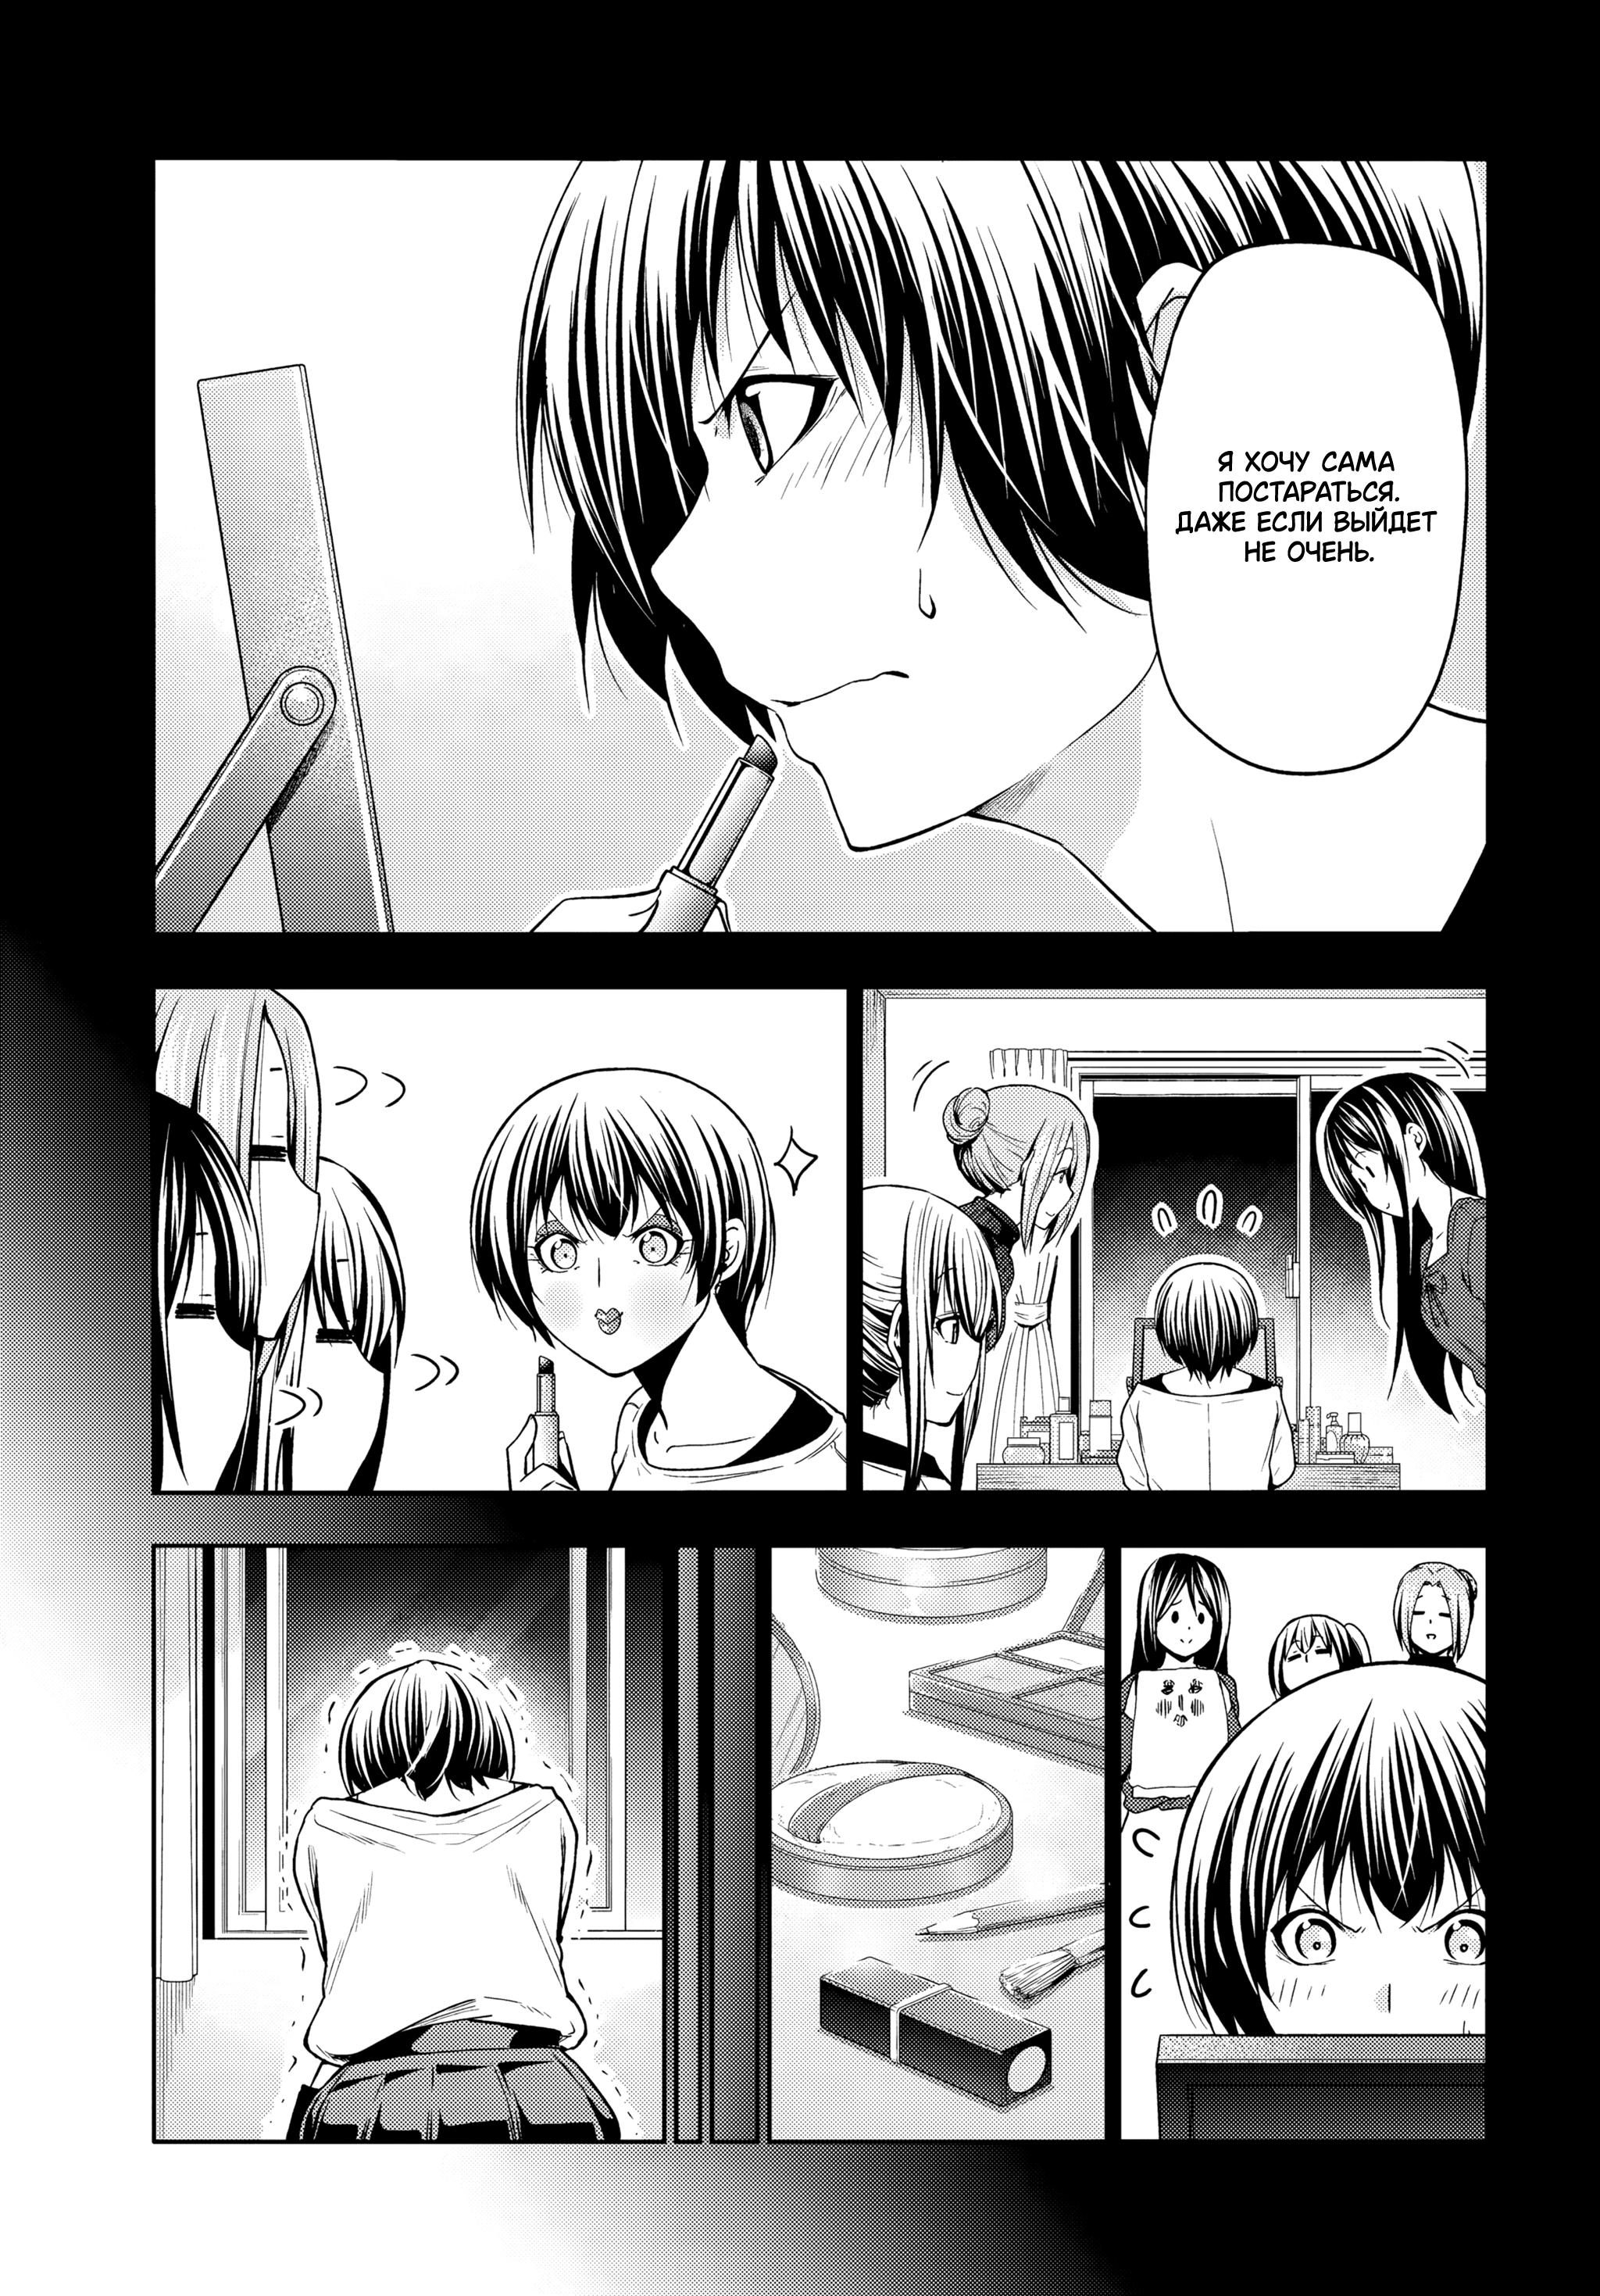 Я ХОЧУ САМА
ПОСТАРАТЬСЯ.
ДАЖЕ ЕСЛИ ВЫЙДЕТ
НЕ ОЧЕНЬ.